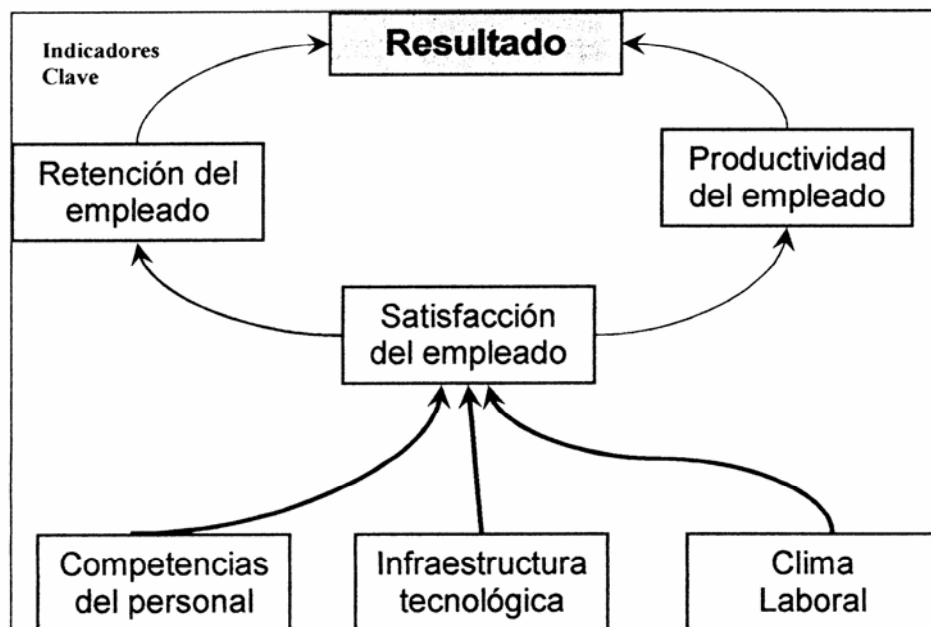 Indicadores
Clave
Resultado
Retención del
empleado
Productividad
del empleado
Satisfacción
del empleado
Competencias
del personal
Infraestructura
tecnológica
Clima
Laboral